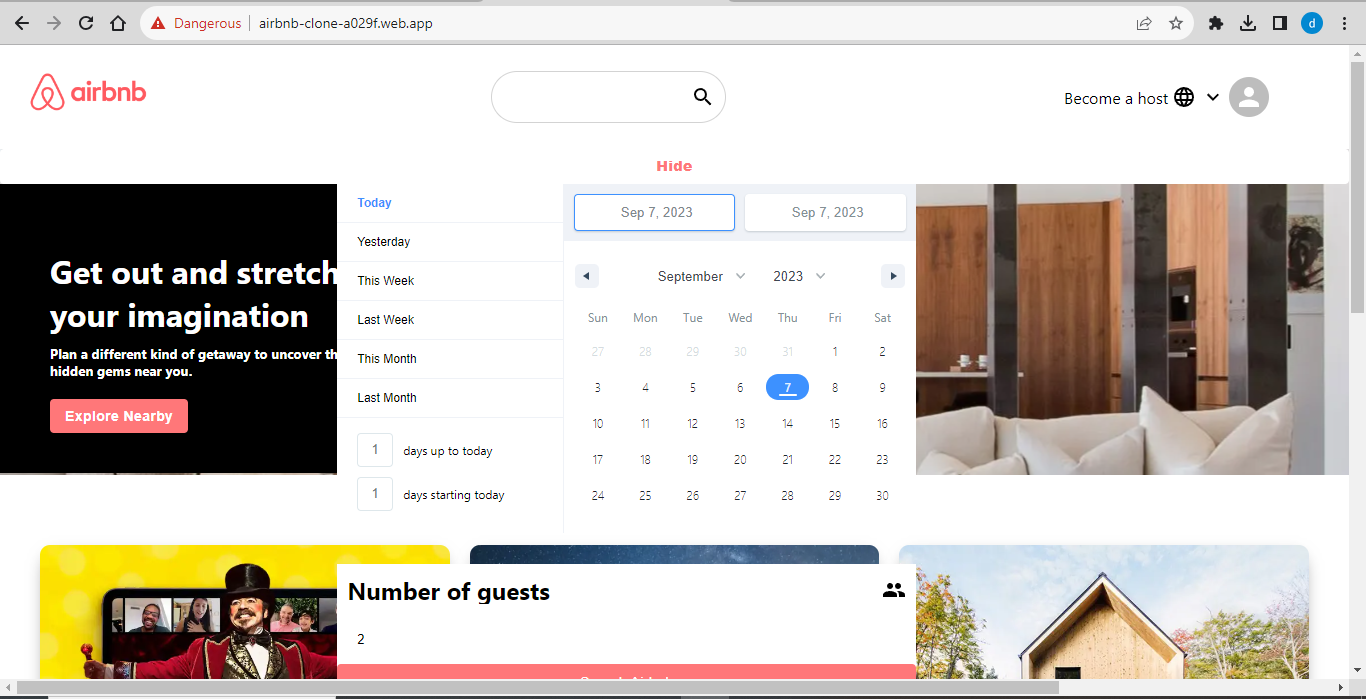 Dangerous airbnb-clone-a029f.web.app d
airbnb
Become a host
Hide
Get out and stretch
your imagination
Plan a different kind of getaway to uncover th
hidden gems near you.
Explore Nearby
Today
Yesterday
This Week
Last Week
This Month
Last Month
1 days up to today
1 days starting today
Sep 7, 2023 Sep 7, 2023
September 2023
Sun Mon Tue Wed Thu Fri Sat
27 28 29 30 31 1 2
3 4 5 6 7 8 9
10 11 12 13 14 15 16
17 18 19 20 21 22 23
24 25 26 27 28 29 30
Number of guests
2